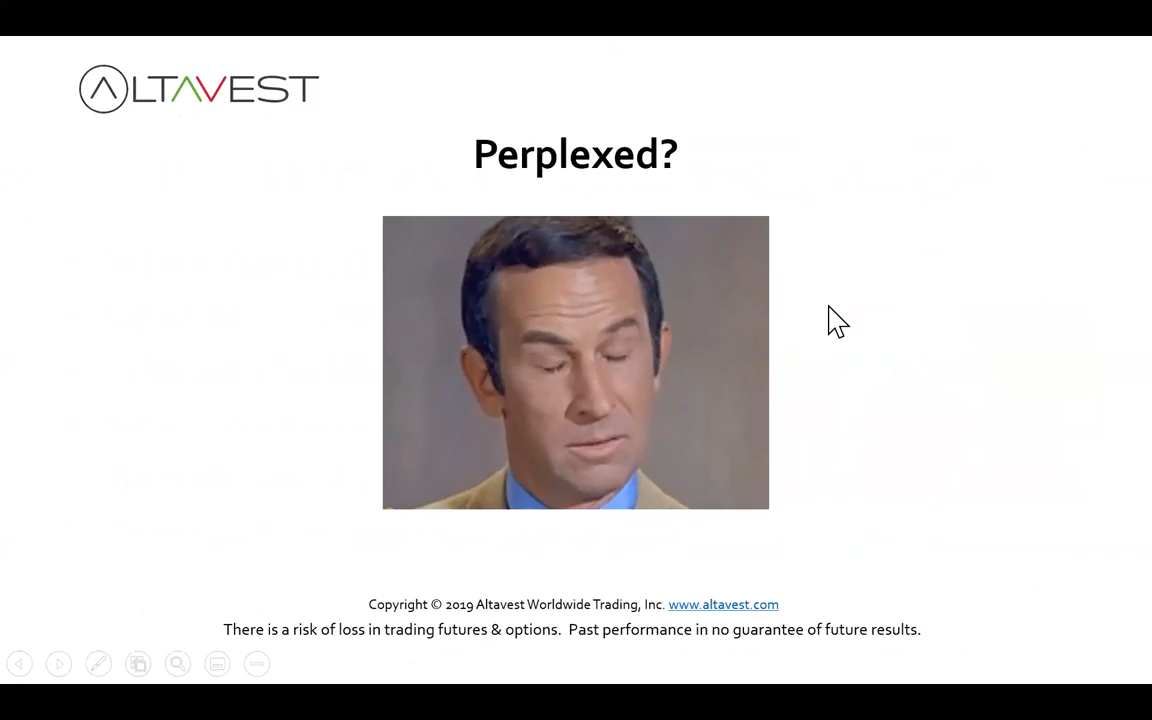 ALTAVEST
Perplexed?
Copyright © 2019 Altavest Worldwide Trading, Inc. www.altavest.com
There is a risk of loss in trading futures & options.  Past performance in no guarantee of future results.